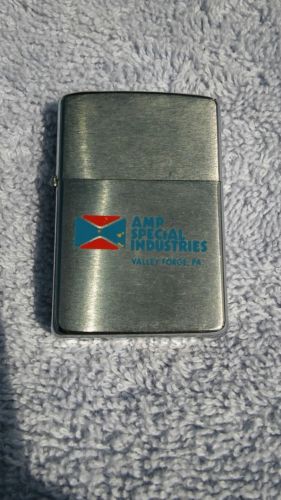 AMP
SPECIAL
INDUSTRIES
VALLEY FORGE, PA